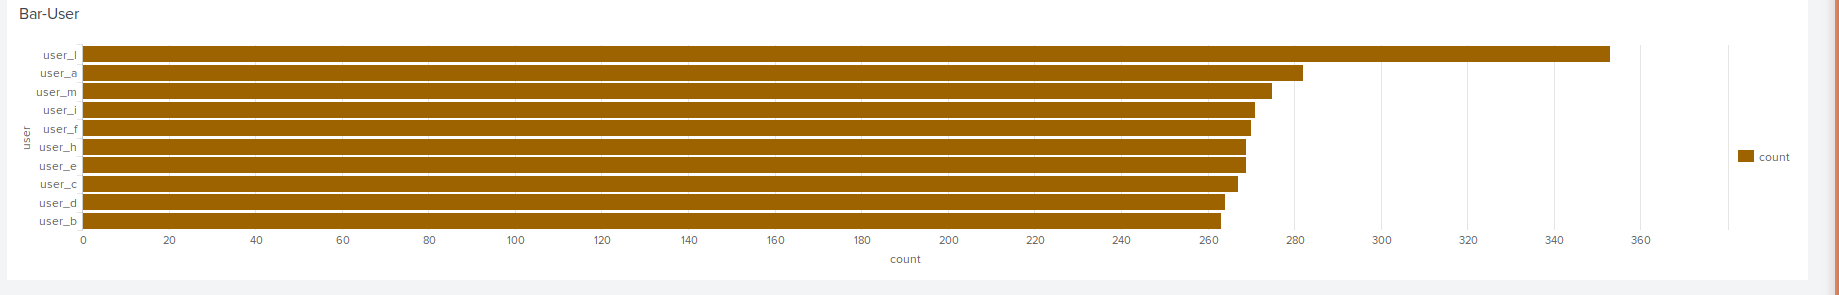 Bar-User
user_l
user_a
user_m
user_i
user_f
user_h
user_e
user_c
user_d
user_b
user
0 20 40 60 80 100 120 140 160 180 200 220 240 260 280 300 320 340 360
count
count